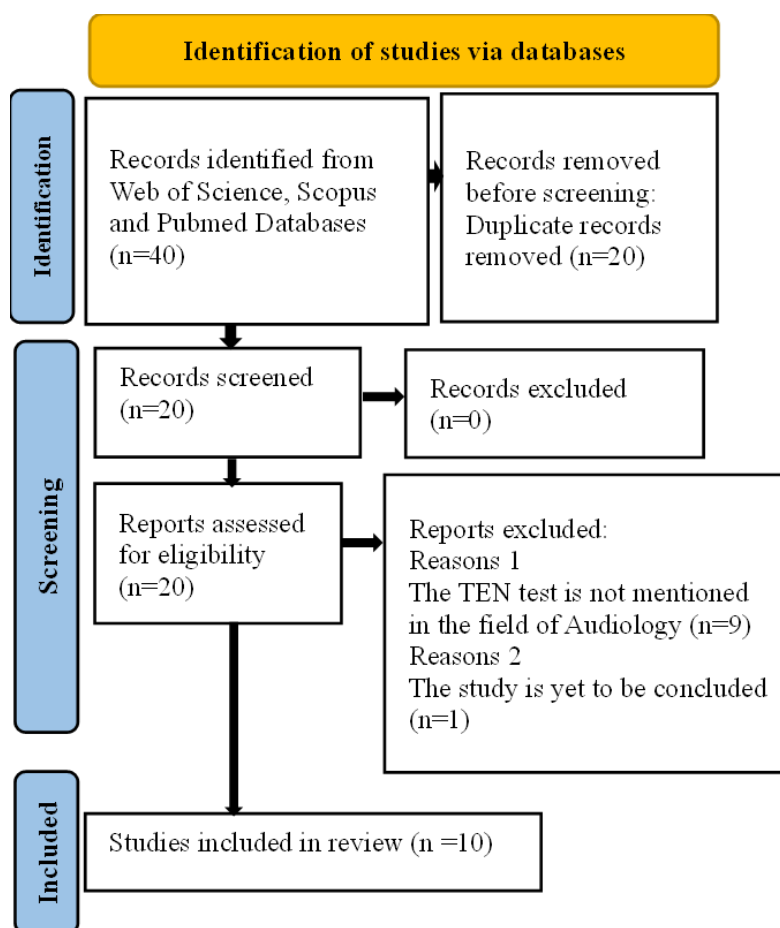 Identification of studies via databases
Identification
Records identified from
Web of Science, Scopus
and Pubmed Databases
(n=40)
Records removed
before screening:
Duplicate records
removed (n=20)
Screening
Records screened
(n=20)
Records excluded
(n=0)
Reports assessed
for eligibility
(n=20)
Reports excluded:
Reasons 1
The TEN test is not mentioned
in the field of Audiology (n=9)
Reasons 2
The study is yet to be concluded
(n=1)
Included
Studies included in review (n =10)